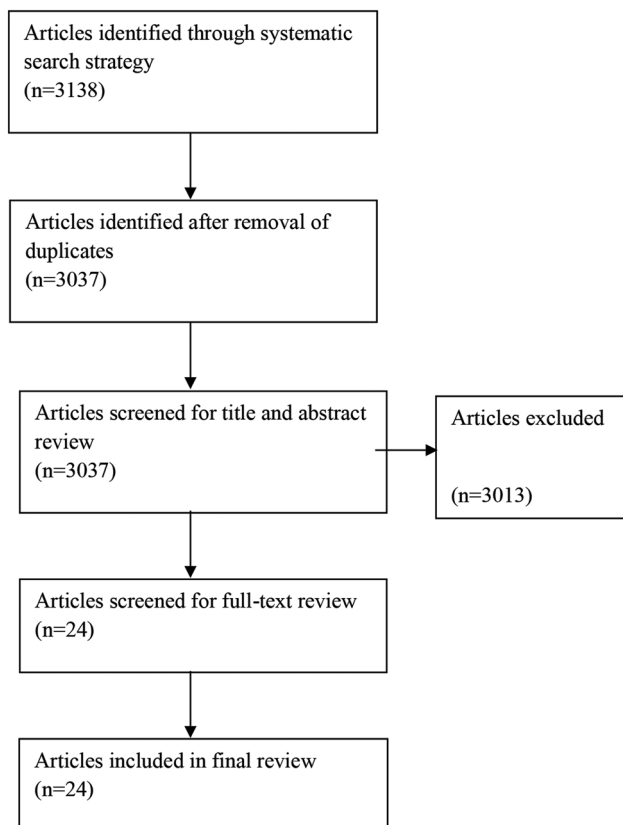 Articles identified through systematic
search strategy
(n=3138)
Articles identified after removal of
duplicates
(n=3037)
Articles screened for title and abstract
review
(n=3037)
Articles excluded
(n=3013)
Articles screened for full-text review
(n=24)
Articles included in final review
(n=24)